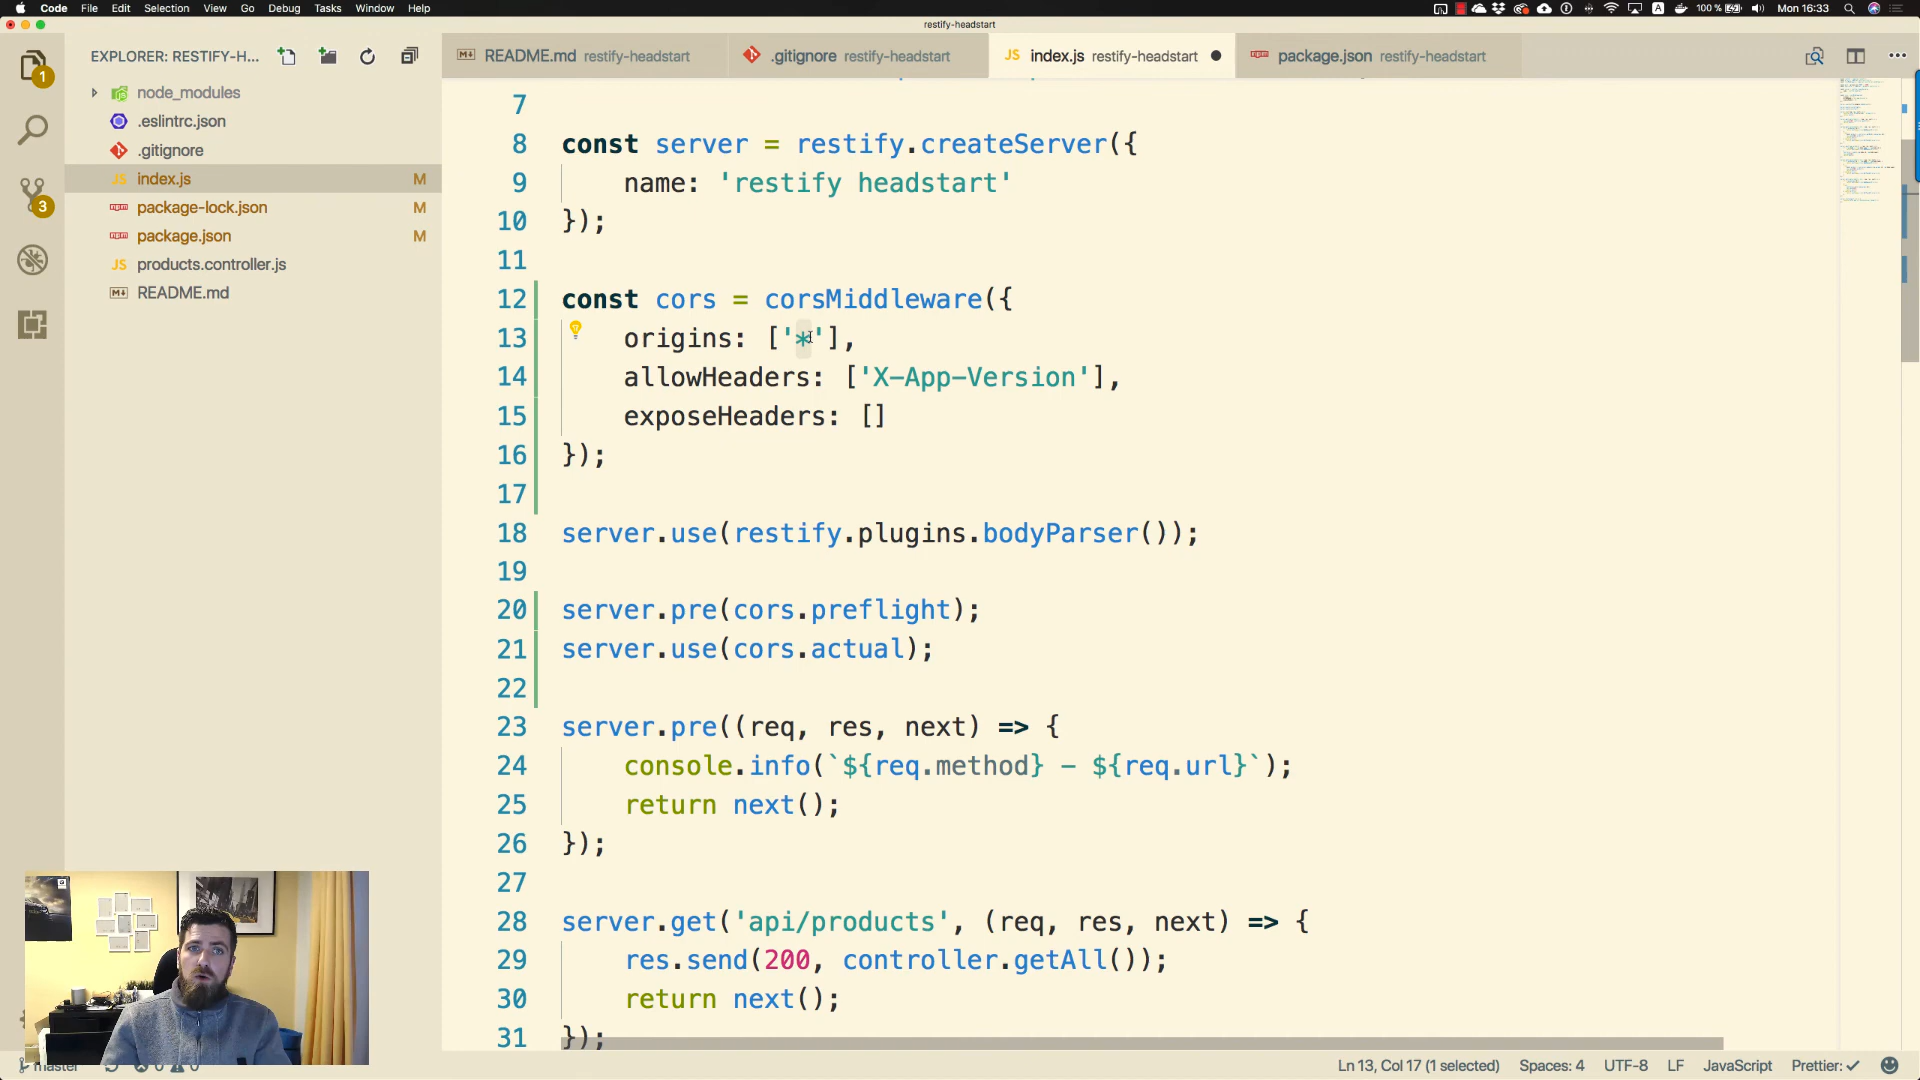 Code File Edit Selection View Go Debug Tasks Window Help
100 % Mon 16:33
restify-headstart
EXPLORER: RESTIFY-H...
README.md restify-headstart
.gitignore restify-headstart
index.js restify-headstart
package.json restify-headstart
1
3
node_modules
.eslintrc.json
.gitignore
index.js M
package-lock.json M
package.json M
products.controller.js
README.md
7
8 const server = restify.createServer({
9 name: 'restify headstart'
10 });
11
12 const cors = corsMiddleware({
13 origins: ['*'],
14 allowHeaders: ['X-App-Version'],
15 exposeHeaders: []
16 });
17
18 server.use(restify.plugins.bodyParser());
19
20 server.pre(cors.preflight);
21 server.use(cors.actual);
22
23 server.pre((req, res, next) => {
24 console.info(`${req.method} - ${req.url}`);
25 return next();
26 });
27
28 server.get('api/products', (req, res, next) => {
29 res.send(200, controller.getAll());
30 return next();
31 });
master 0 0
Ln 13, Col 17 (1 selected) Spaces: 4 UTF-8 LF JavaScript Prettier: ✓